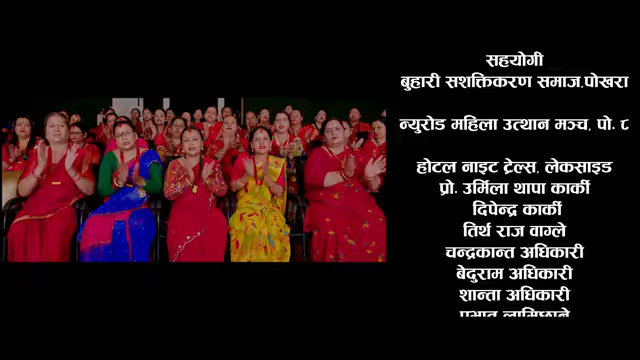 सहयोगी
बुहारी सशक्तिकरण समाज,पोखरा
न्युरोड महिला उत्थान मञ्च, पो. ८
होटल नाइट ट्रेल्स, लेकसाइड
प्रो. उर्मिला थापा कार्की
दिपेन्द्र कार्की
तिर्थ राज वाग्ले
चन्द्रकान्त अधिकारी
बेदुराम अधिकारी
शान्ता अधिकारी